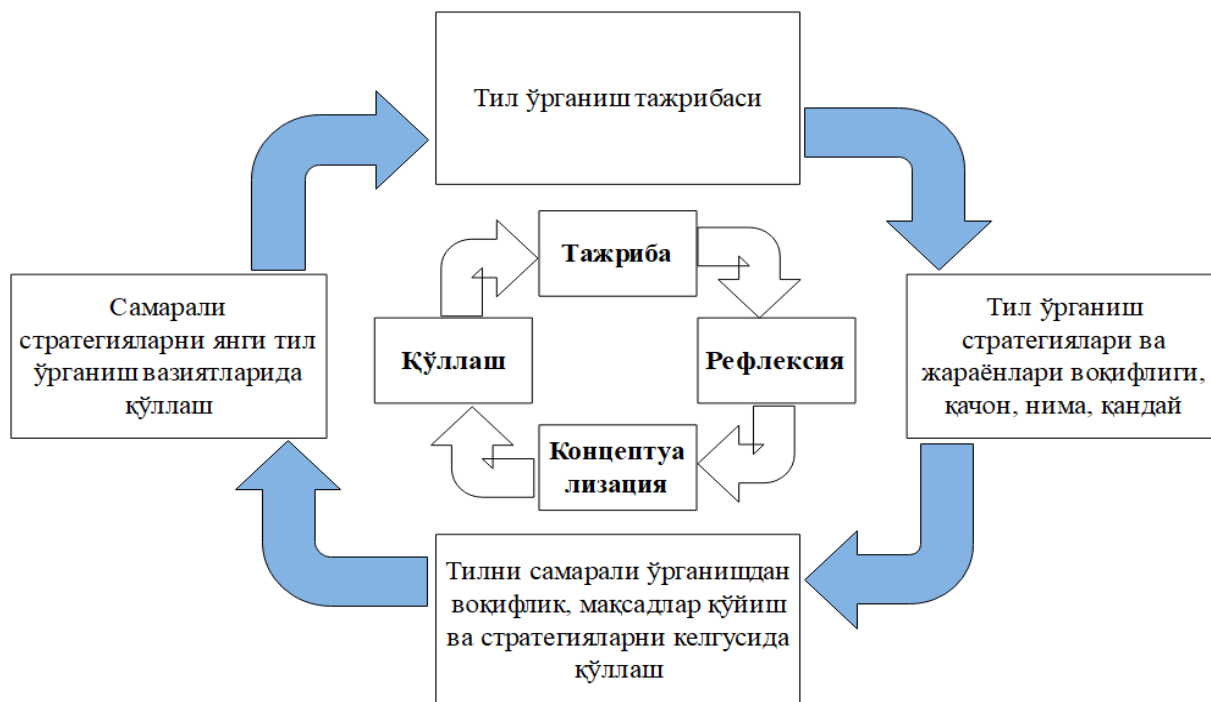 Тил ўрганиш тажрибаси
Тажриба
Самарали
стратегияларни янги тил
ўрганиш вазиятларида
қўллаш
Қўллаш
Рефлексия
Тил ўрганиш
стратегиялари ва
жараёнлари воқифлиги,
қачон, нима, қандай
Концептуа
лизация
Тилни самарали ўрганишдан
воқифлик, мақсадлар қўйиш
ва стратегияларни келгусида
қўллаш